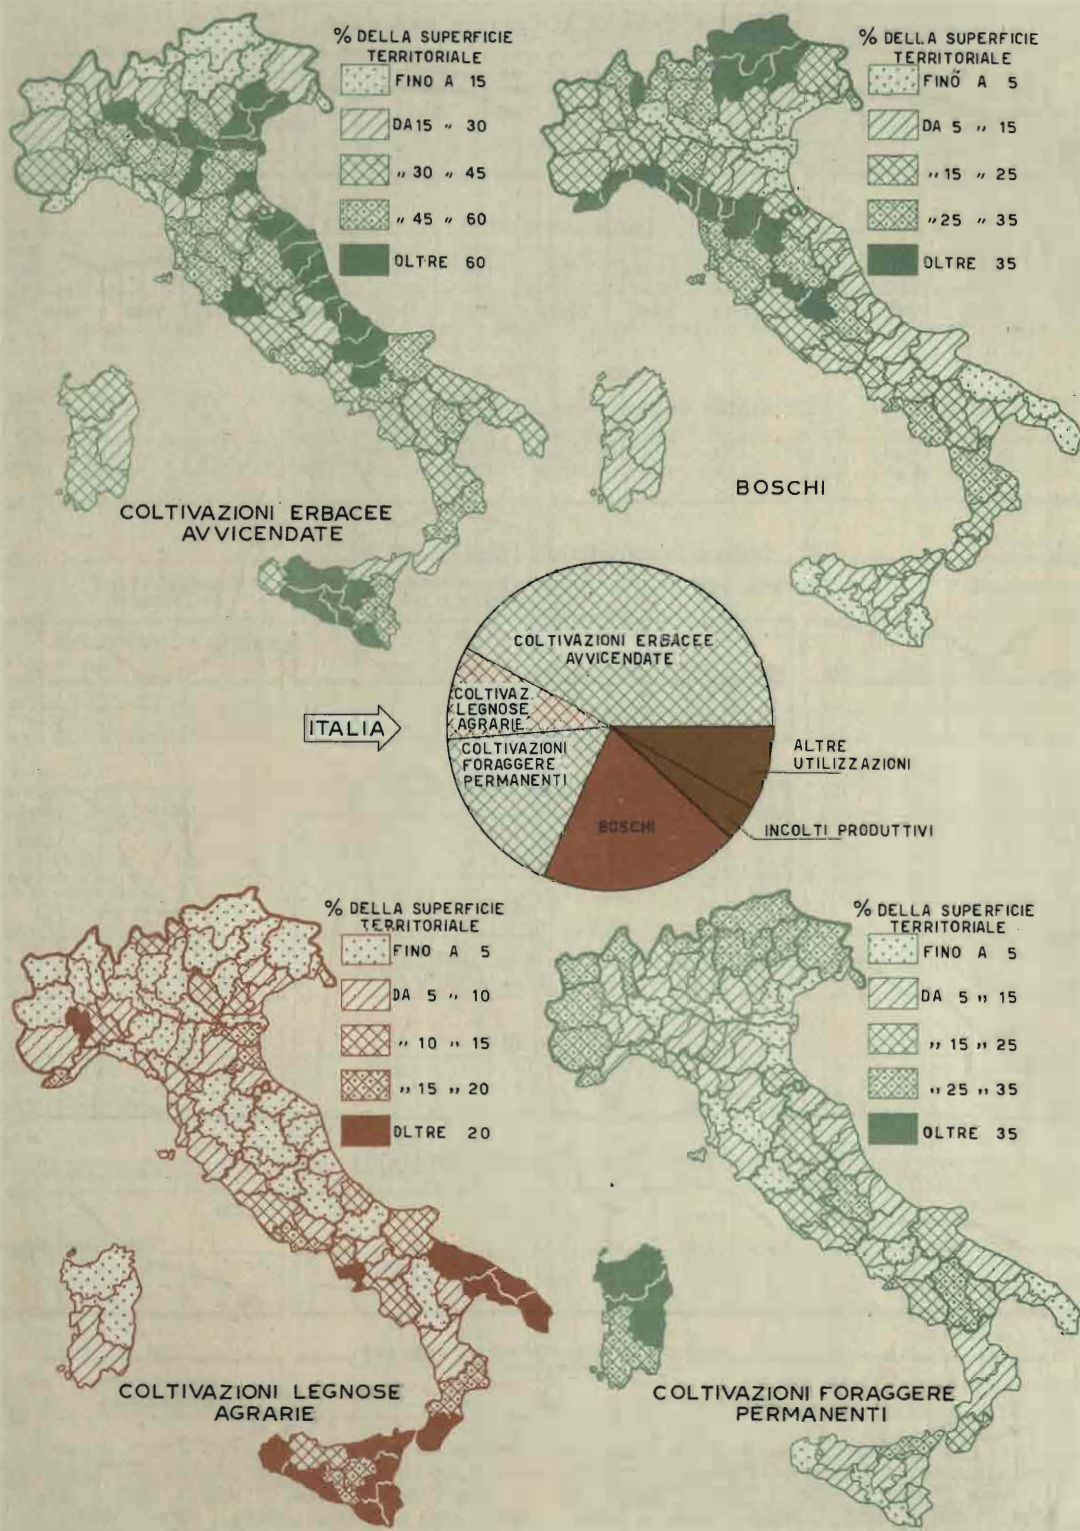 % DELLA SUPERFICIE
TERRITORIALE
FINO A 15
DA 15 " 30
" 30 " 45
" 45 " 60
OLTRE 60
COLTIVAZIONI ERBACEE
AVVICENDATE
% DELLA SUPERFICIE
TERRITORIALE
FINO A 5
DA 5 " 15
" 15 " 25
" 25 " 35
OLTRE 35
BOSCHI
ITALIA
COLTIVAZIONI ERBACEE
AVVICENDATE
COLTIVAZ.
LEGNOSE
AGRARIE
COLTIVAZIONI
FORAGGERE
PERMANENTI
BOSCHI
ALTRE
UTILIZZAZIONI
INCOLTI PRODUTTIVI
% DELLA SUPERFICIE
TERRITORIALE
FINO A 5
DA 5 " 10
" 10 " 15
" 15 " 20
OLTRE 20
COLTIVAZIONI LEGNOSE
AGRARIE
% DELLA SUPERFICIE
TERRITORIALE
FINO A 5
DA 5 " 15
" 15 " 25
" 25 " 35
OLTRE 35
COLTIVAZIONI FORAGGERE
PERMANENTI